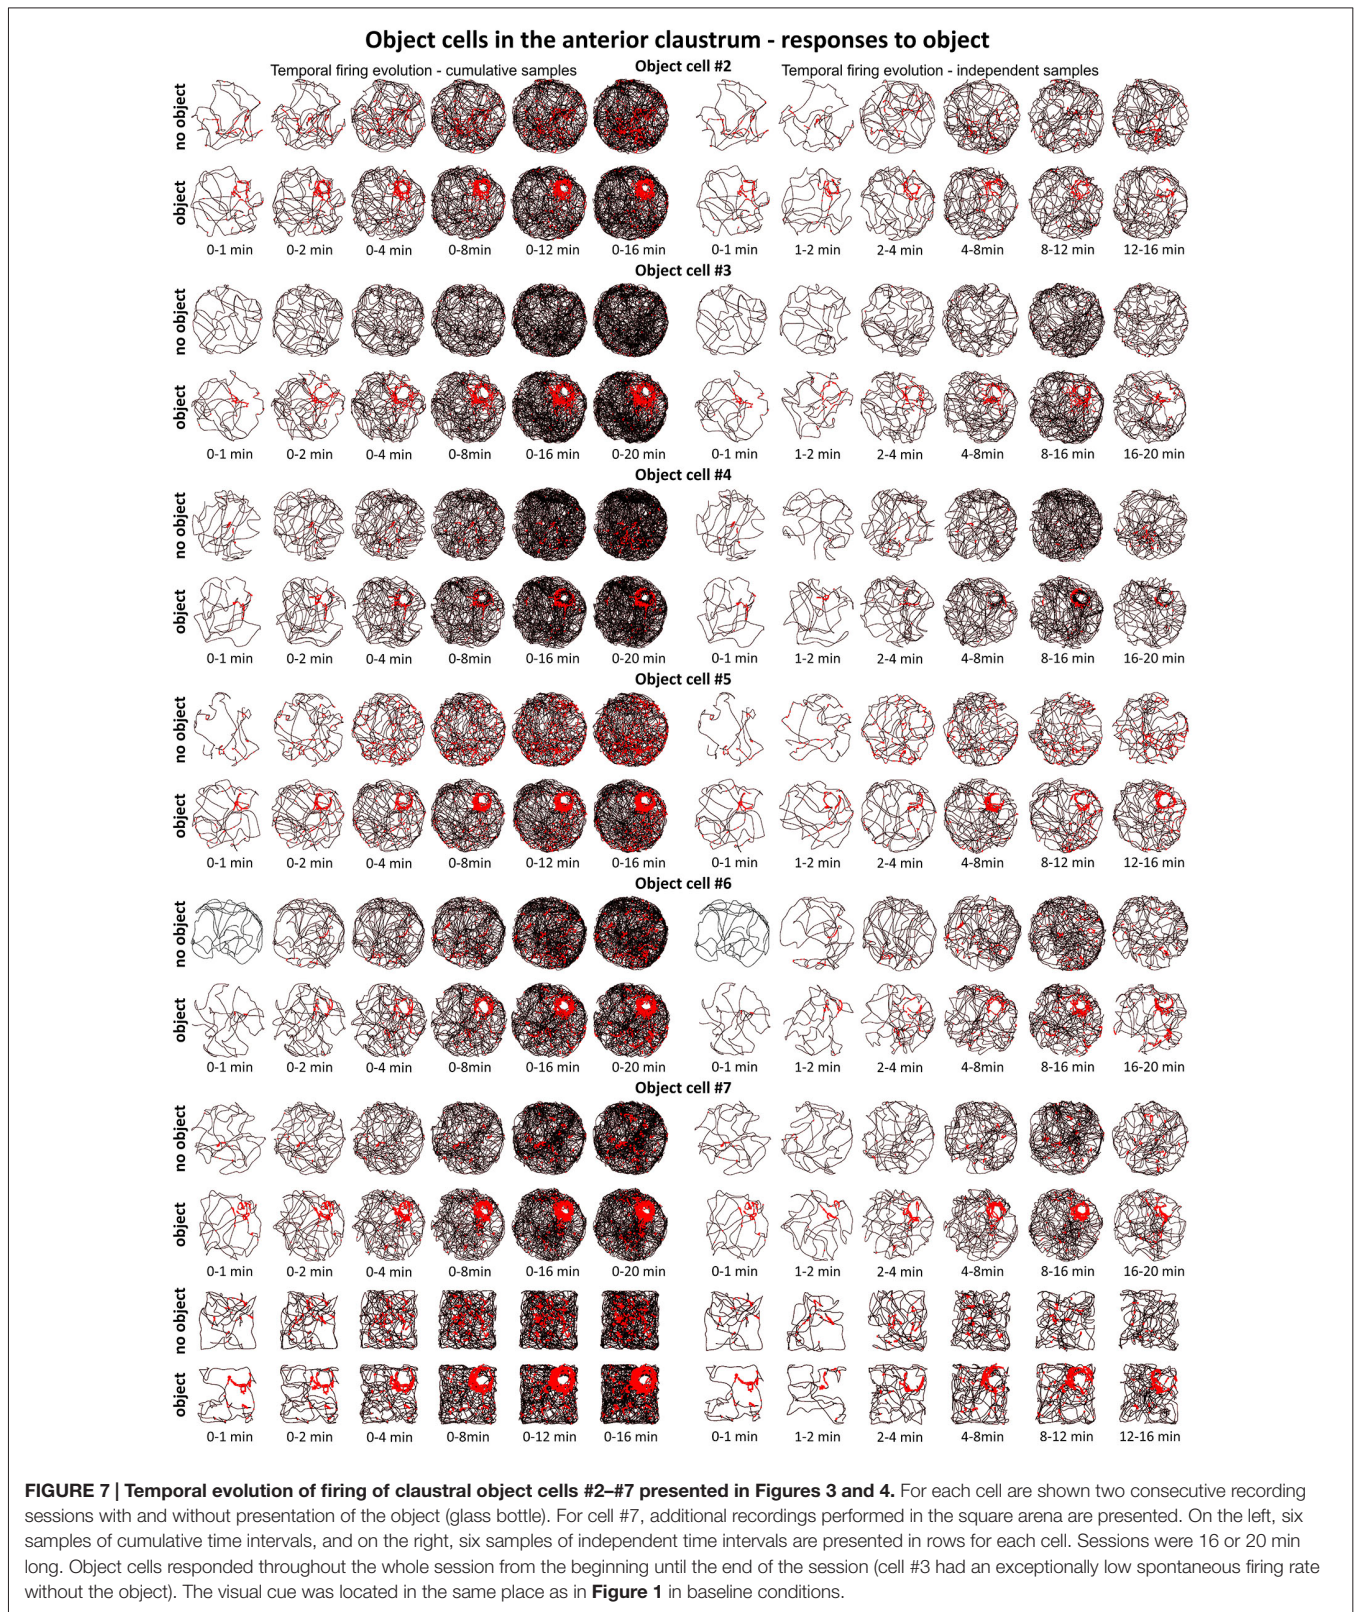 Object cells in the anterior claustrum - responses to object
Object cell #2
Temporal firing evolution - cumulative samples
Temporal firing evolution - independent samples
no object
object
0-1 min 0-2 min 0-4 min 0-8min 0-12 min 0-16 min 0-1 min 1-2 min 2-4 min 4-8min 8-12 min 12-16 min
Object cell #3
no object
object
0-1 min 0-2 min 0-4 min 0-8min 0-16 min 0-20 min 0-1 min 1-2 min 2-4 min 4-8min 8-16 min 16-20 min
Object cell #4
no object
object
0-1 min 0-2 min 0-4 min 0-8min 0-16 min 0-20 min 0-1 min 1-2 min 2-4 min 4-8min 8-16 min 16-20 min
Object cell #5
no object
object
0-1 min 0-2 min 0-4 min 0-8min 0-12 min 0-16 min 0-1 min 1-2 min 2-4 min 4-8min 8-12 min 12-16 min
Object cell #6
no object
object
0-1 min 0-2 min 0-4 min 0-8min 0-16 min 0-20 min 0-1 min 1-2 min 2-4 min 4-8min 8-16 min 16-20 min
Object cell #7
no object
object
0-1 min 0-2 min 0-4 min 0-8min 0-16 min 0-20 min 0-1 min 1-2 min 2-4 min 4-8min 8-16 min 16-20 min
no object
object
0-1 min 0-2 min 0-4 min 0-8min 0-12 min 0-16 min 0-1 min 1-2 min 2-4 min 4-8min 8-12 min 12-16 min
FIGURE 7 | Temporal evolution of firing of claustral object cells #2–#7 presented in Figures 3 and 4. For each cell are shown two consecutive recording
sessions with and without presentation of the object (glass bottle). For cell #7, additional recordings performed in the square arena are presented. On the left, six
samples of cumulative time intervals, and on the right, six samples of independent time intervals are presented in rows for each cell. Sessions were 16 or 20 min
long. Object cells responded throughout the whole session from the beginning until the end of the session (cell #3 had an exceptionally low spontaneous firing rate
without the object). The visual cue was located in the same place as in Figure 1 in baseline conditions.